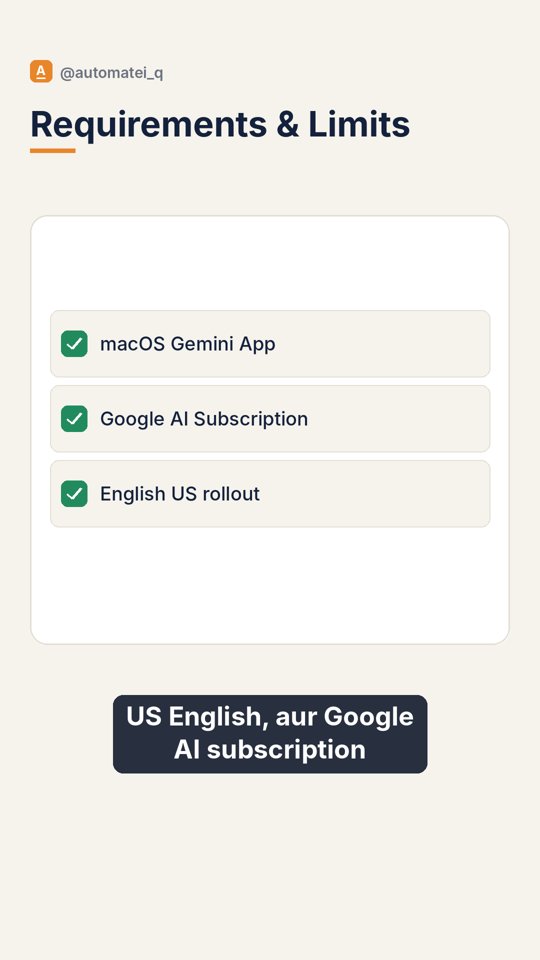 A @automatei_q
Requirements & Limits
macOS Gemini App
Google AI Subscription
English US rollout
US English, aur Google
AI subscription